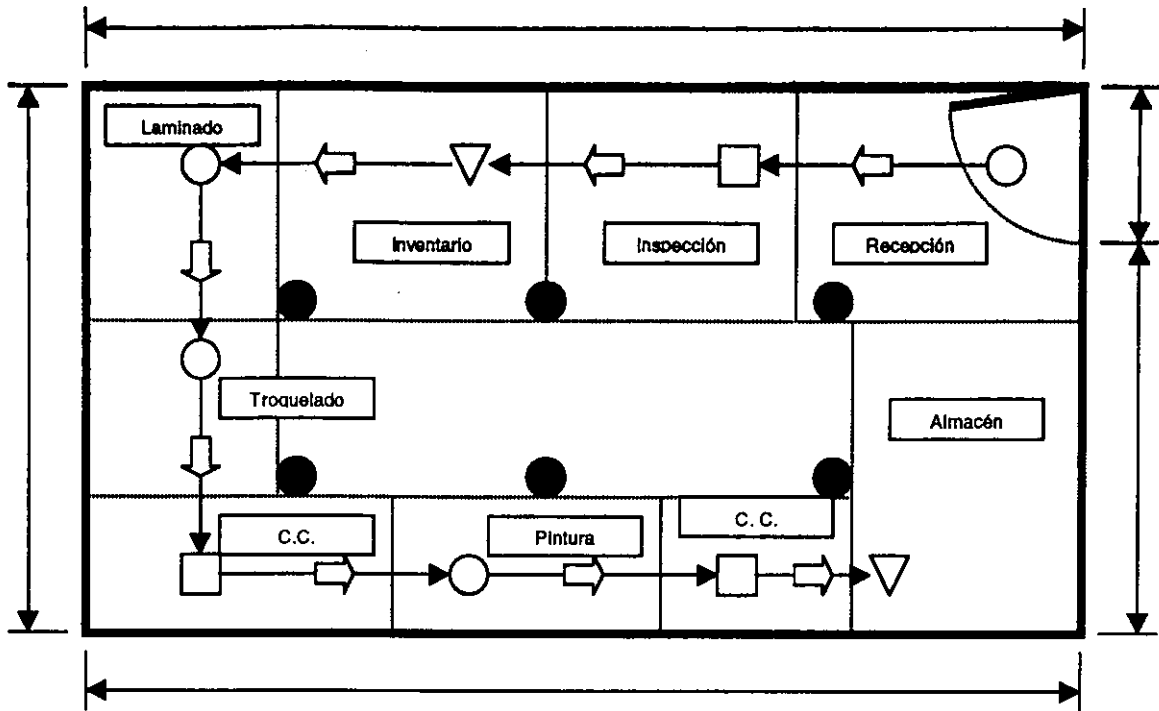 Laminado
Inventario
Inspección
Recepción
Troquelado
Almacén
C.C.
Pintura
C. C.